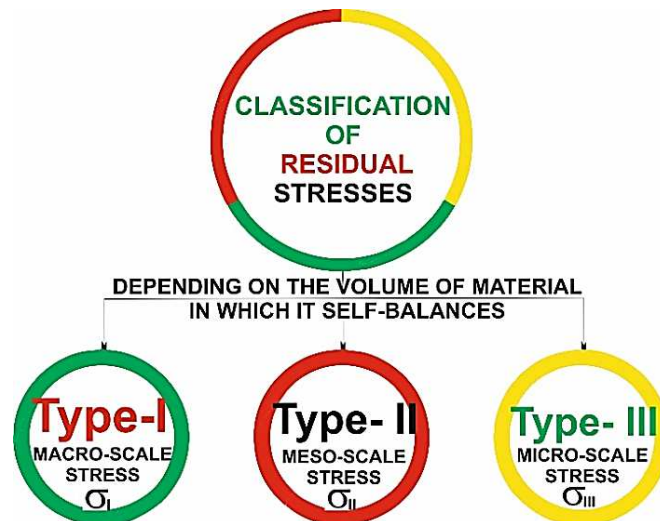 CLASSIFICATION
OF
RESIDUAL
STRESSES
DEPENDING ON THE VOLUME OF MATERIAL
IN WHICH IT SELF-BALANCES
Type-I
MACRO-SCALE
STRESS
σI
Type- II
MESO-SCALE
STRESS
σII
Type- III
MICRO-SCALE
STRESS
σIII